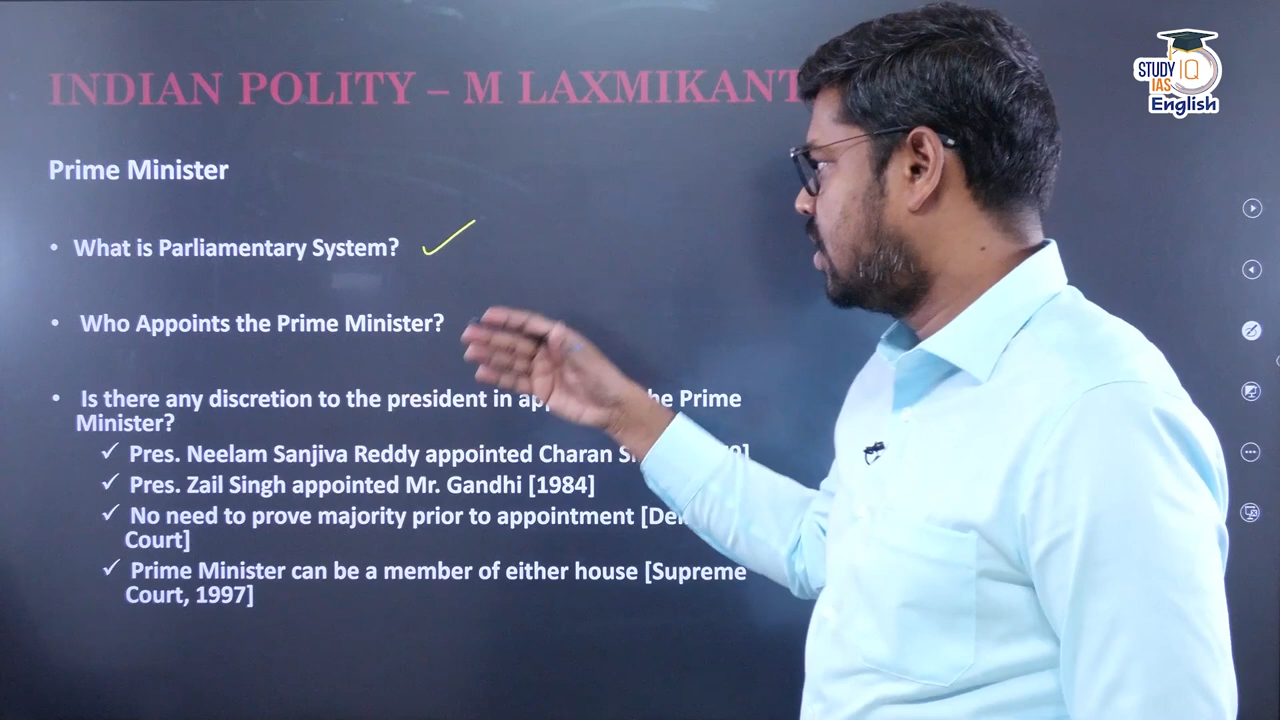 INDIAN POLITY – M LAXMIKANT
STUDY IQ
IAS
English
Prime Minister
• What is Parliamentary System?
• Who Appoints the Prime Minister?
• Is there any discretion to the president in he Prime
Minister?
✓ Pres. Neelam Sanjiva Reddy appointed Charan
✓ Pres. Zail Singh appointed Mr. Gandhi [1984]
✓ No need to prove majority prior to appointment
Court]
✓ Prime Minister can be a member of either house [Supreme
Court, 1997]